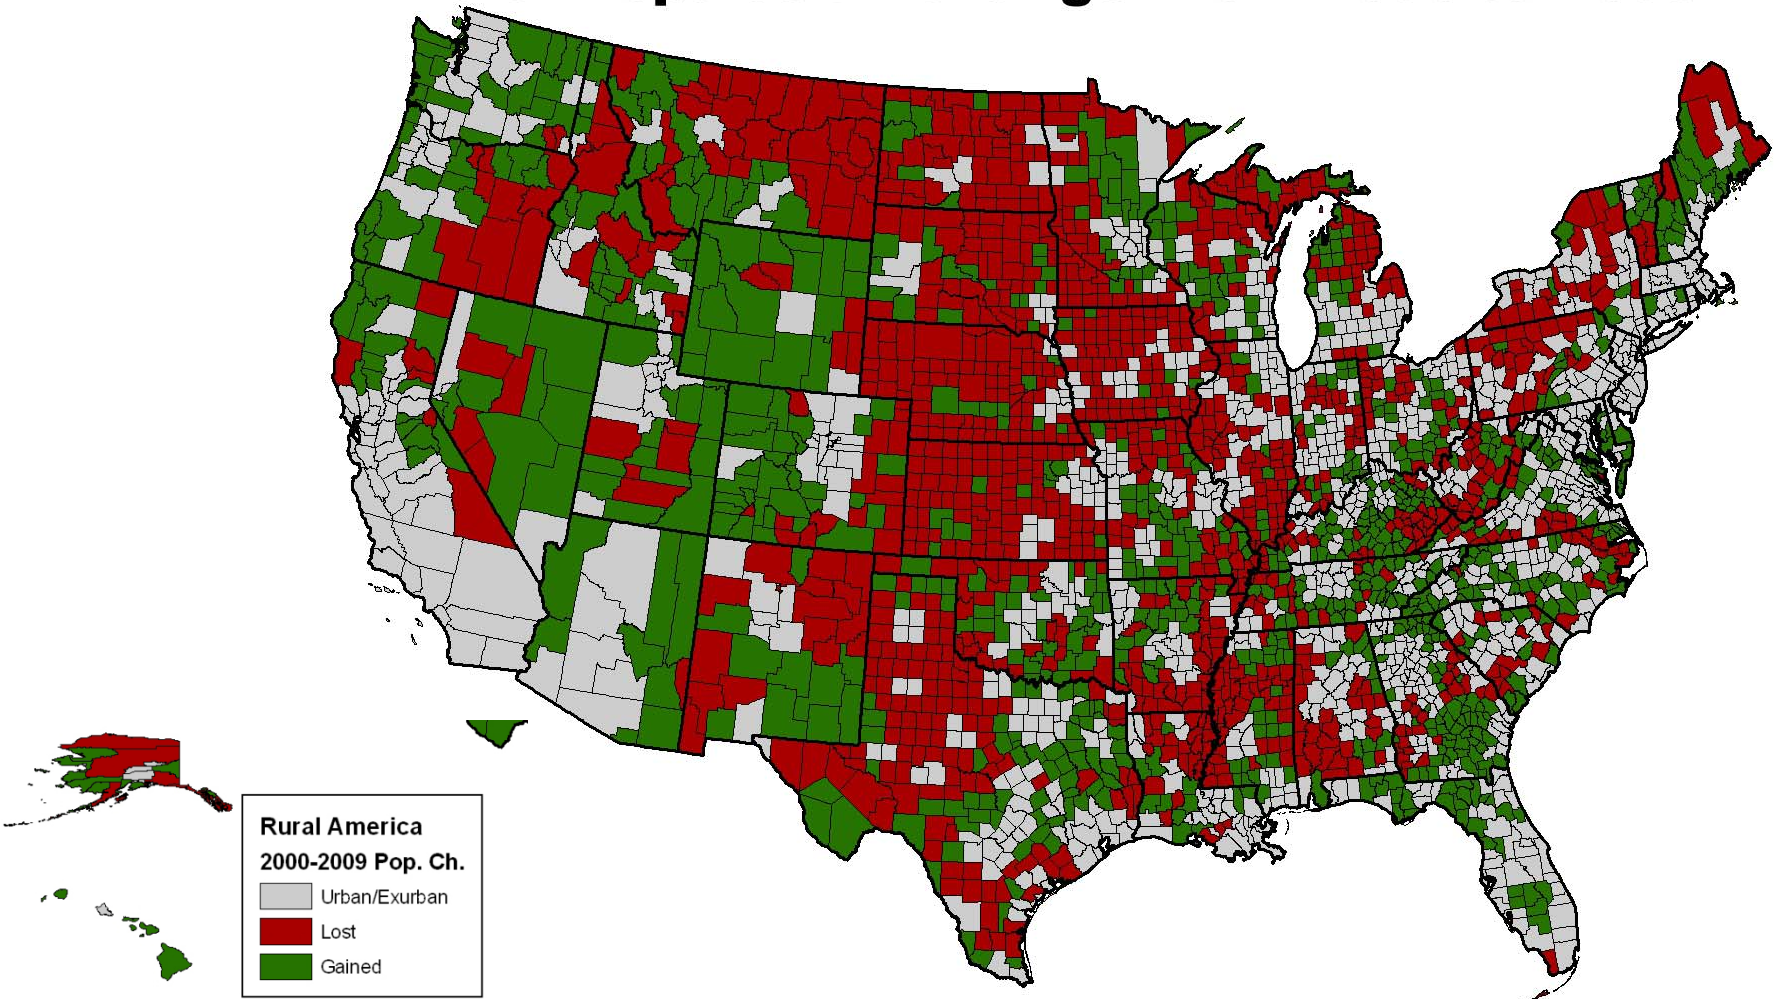 Rural America
2000-2009 Pop. Ch.
Urban/Exurban
Lost
Gained